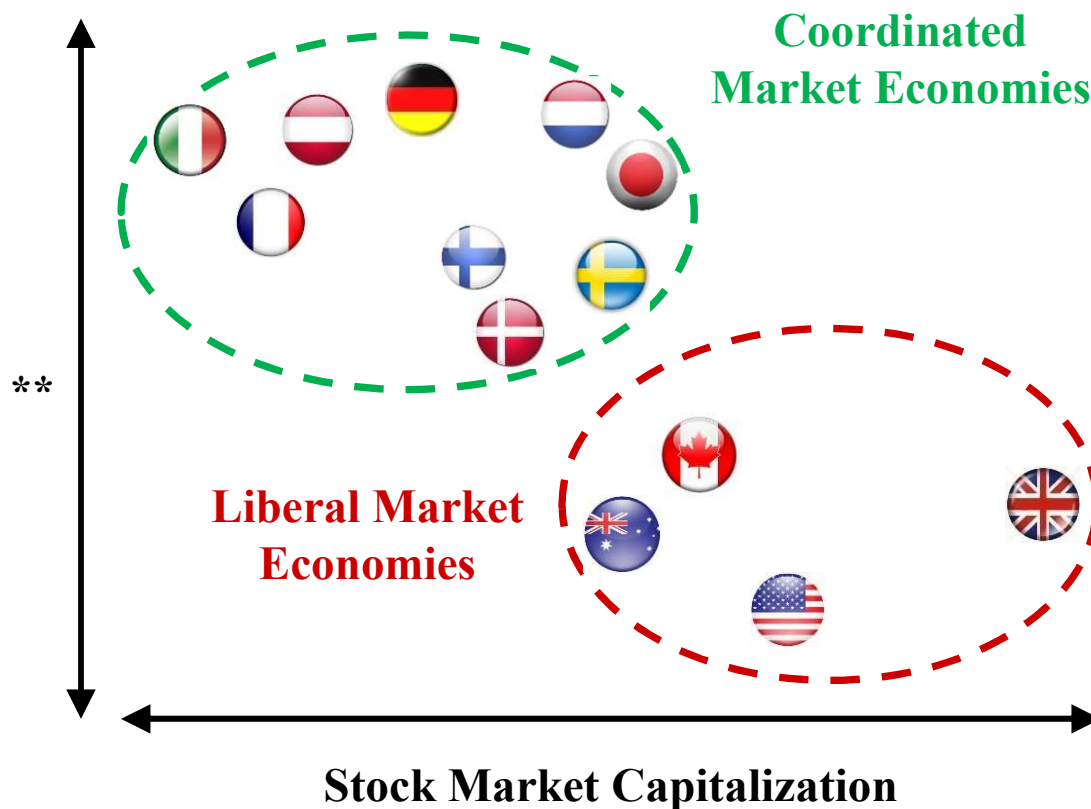 Coordinated
Market Economies
**
Liberal Market
Economies
Stock Market Capitalization